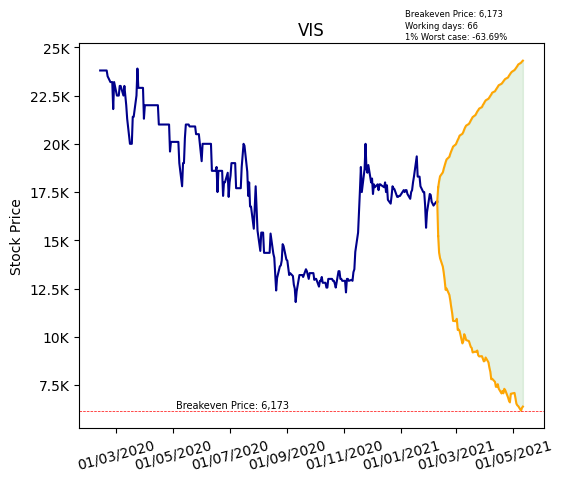 Breakeven Price: 6,173
Working days: 66
1% Worst case: -63.69%
VIS
Stock Price
25K
22.5K
20K
17.5K
15K
12.5K
10K
7.5K
Breakeven Price: 6,173
01/03/2020
01/05/2020
01/07/2020
01/09/2020
01/11/2020
01/01/2021
01/03/2021
01/05/2021